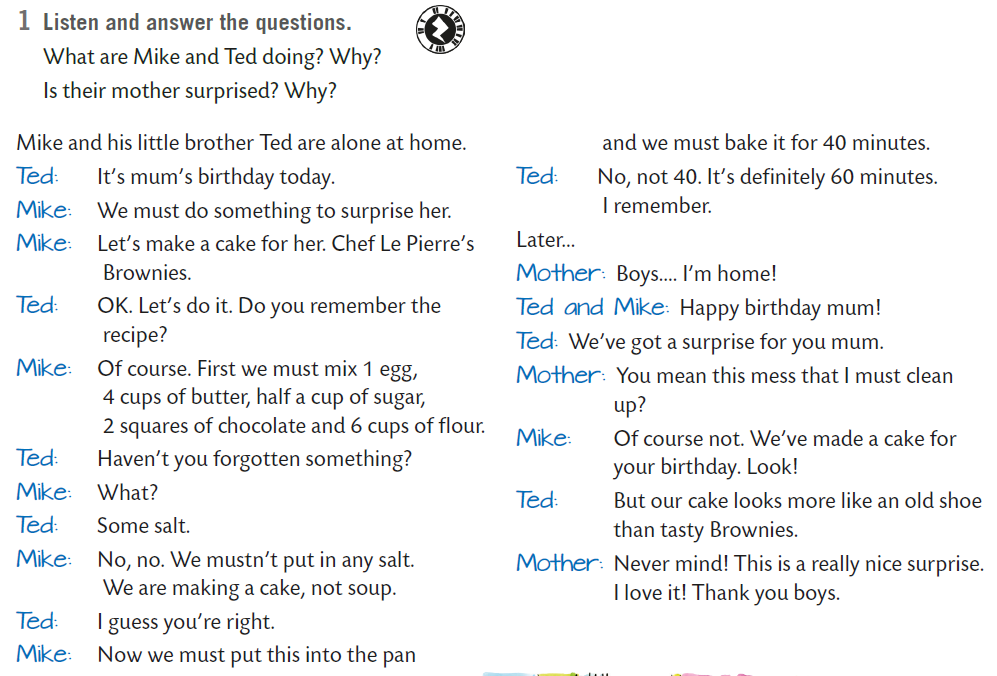 1 Listen and answer the questions.
What are Mike and Ted doing? Why?
Is their mother surprised? Why?
Mike and his little brother Ted are alone at home.
Ted: It's mum's birthday today.
Mike: We must do something to surprise her.
Mike: Let's make a cake for her. Chef Le Pierre's
Brownies.
Ted: OK. Let's do it. Do you remember the
recipe?
Mike: Of course. First we must mix 1 egg,
4 cups of butter, half a cup of sugar,
2 squares of chocolate and 6 cups of flour.
Ted: Haven't you forgotten something?
Mike: What?
Ted: Some salt.
Mike: No, no. We mustn't put in any salt.
We are making a cake, not soup.
Ted: I guess you're right.
Mike: Now we must put this into the pan
and we must bake it for 40 minutes.
Ted: No, not 40. It's definitely 60 minutes.
I remember.
Later...
Mother: Boys.... I'm home!
Ted and Mike: Happy birthday mum!
Ted: We've got a surprise for you mum.
Mother: You mean this mess that I must clean
up?
Mike: Of course not. We've made a cake for
your birthday. Look!
Ted: But our cake looks more like an old shoe
than tasty Brownies.
Mother: Never mind! This is a really nice surprise.
I love it! Thank you boys.